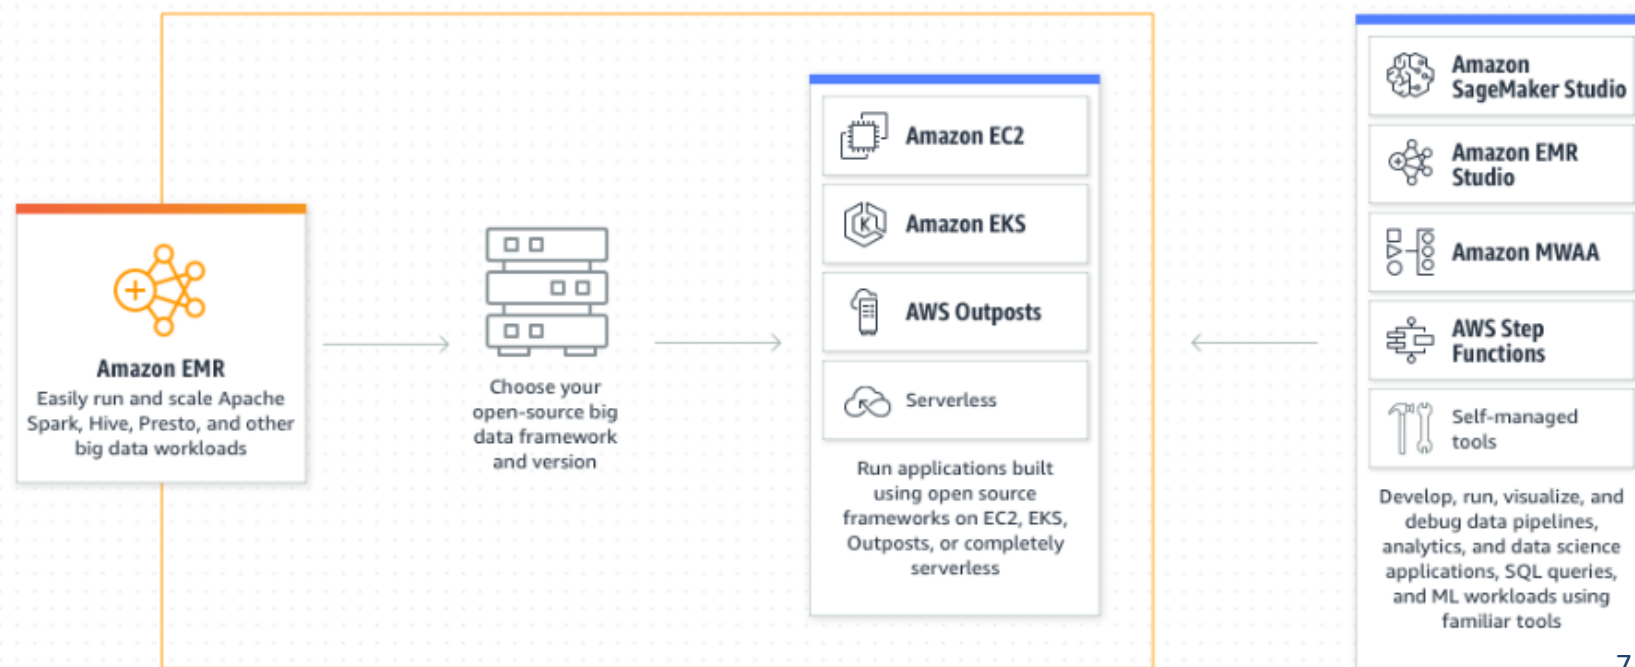 Amazon EMR
Easily run and scale Apache
Spark, Hive, Presto, and other
big data workloads
Choose your
open-source big
data framework
and version
Amazon EC2
Amazon EKS
AWS Outposts
Serverless
Run applications built
using open source
frameworks on EC2, EKS,
Outposts, or completely
serverless
Amazon
SageMaker Studio
Amazon EMR
Studio
Amazon MWAA
AWS Step
Functions
Self-managed
tools
Develop, run, visualize, and
debug data pipelines,
analytics, and data science
applications, SQL queries,
and ML workloads using
familiar tools
7